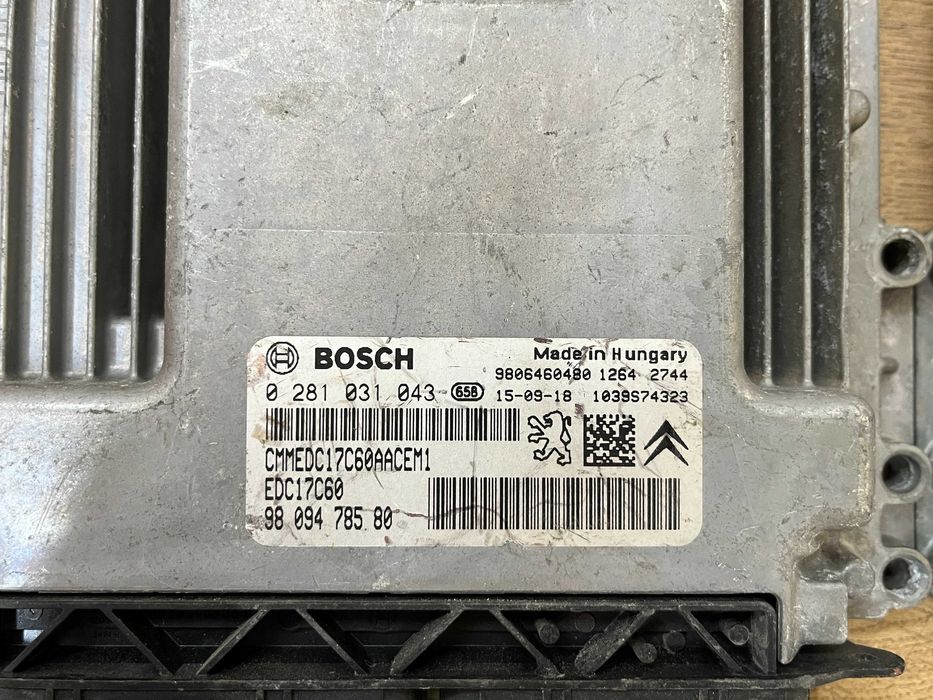 BOSCH
Made in Hungary
9806460480 1264 2744
0 281 031 043 658 15-09-18 1039S74323
CMMEDC17C60AACEM1
EDC17C60
98 094 785 80